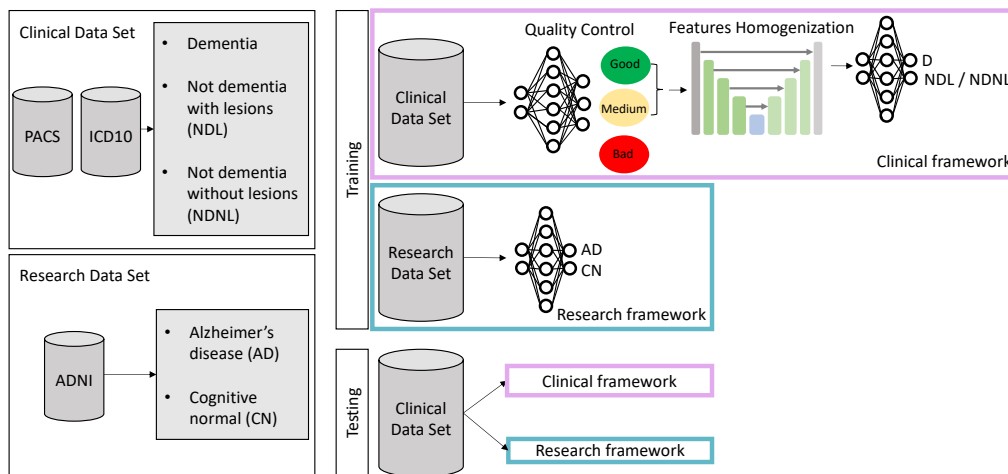 Clinical Data Set
PACS
ICD10
• Dementia
• Not dementia
with lesions
(NDL)
• Not dementia
without lesions
(NDNL)
Research Data Set
ADNI
• Alzheimer's
disease (AD)
• Cognitive
normal (CN)
Training
Clinical
Data Set
Quality Control
Good
Medium
Bad
Features Homogenization
D
NDL / NDNL
Clinical framework
Research
Data Set
AD
CN
Research framework
Testing
Clinical
Data Set
Clinical framework
Research framework